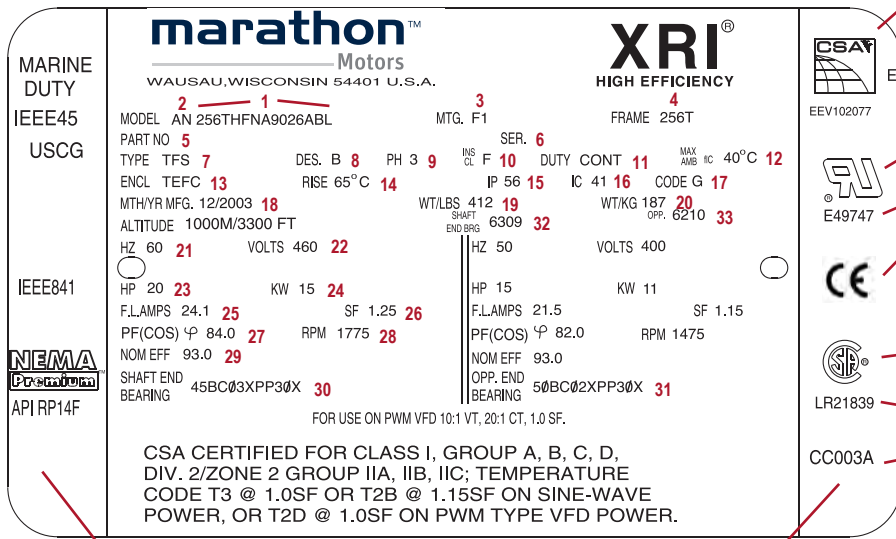 marathon™
Motors
WAUSAU,WISCONSIN 54401 U.S.A.
XRI®
HIGH EFFICIENCY
MARINE
DUTY
IEEE45
USCG
IEEE841
NEMA
Premium™
API RP14F
2 1 3 4
MODEL AN 256THFNA9026ABL MTG. F1 FRAME 256T
PART NO 5 SER. 6
TYPE TFS 7 DES. B 8 PH 3 9 INS CL F 10 DUTY CONT 11 MAX AMB 40°C 12
ENCL TEFC 13 RISE 65°C 14 IP 56 15 IC 41 16 CODE G 17
MTH/YR MFG. 12/2003 18 WT/LBS 412 19 WT/KG 187 20
ALTITUDE 1000M/3300 FT SHAFT END BRG 6309 32 OPP. 6210 33
HZ 60 21 VOLTS 460 22 HZ 50 VOLTS 400
HP 20 23 KW 15 24 HP 15 KW 11
F.L.AMPS 24.1 25 SF 1.25 26 F.L.AMPS 21.5 SF 1.15
PF(COS) φ 84.0 27 RPM 1775 28 PF(COS) φ 82.0 RPM 1475
NOM EFF 93.0 29 NOM EFF 93.0
SHAFT END BEARING 45BCØ3XPP3ØX 30 OPP. END BEARING 5ØBCO2XPP3ØX 31
FOR USE ON PWM VFD 10:1 VT, 20:1 CT, 1.0 SF.
CSA CERTIFIED FOR CLASS I, GROUP A, B, C, D,
DIV. 2/ZONE 2 GROUP IIA, IIB, IIC; TEMPERATURE
CODE T3 @ 1.0SF OR T2B @ 1.15SF ON SINE-WAVE
POWER, OR T2D @ 1.0SF ON PWM TYPE VFD POWER.
CSA
E
EEV102077
RU®
E49747
CE
SA®
LR21839
CC003A